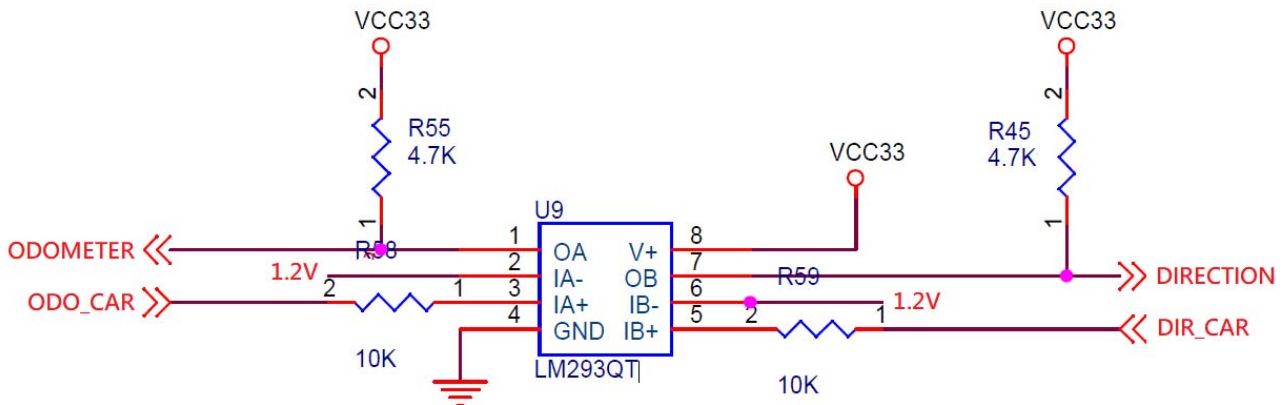 VCC33
VCC33
2
2
R55
4.7K
R45
4.7K
VCC33
1
1
U9
ODOMETER
R58
1
OA
V+
8
1.2V
2
IA-
OB
7
R59
DIRECTION
ODO_CAR
2
1
3
IA+
IB-
6
1.2V
4
GND
IB+
5
2
1
DIR_CAR
10K
LM293QT
10K